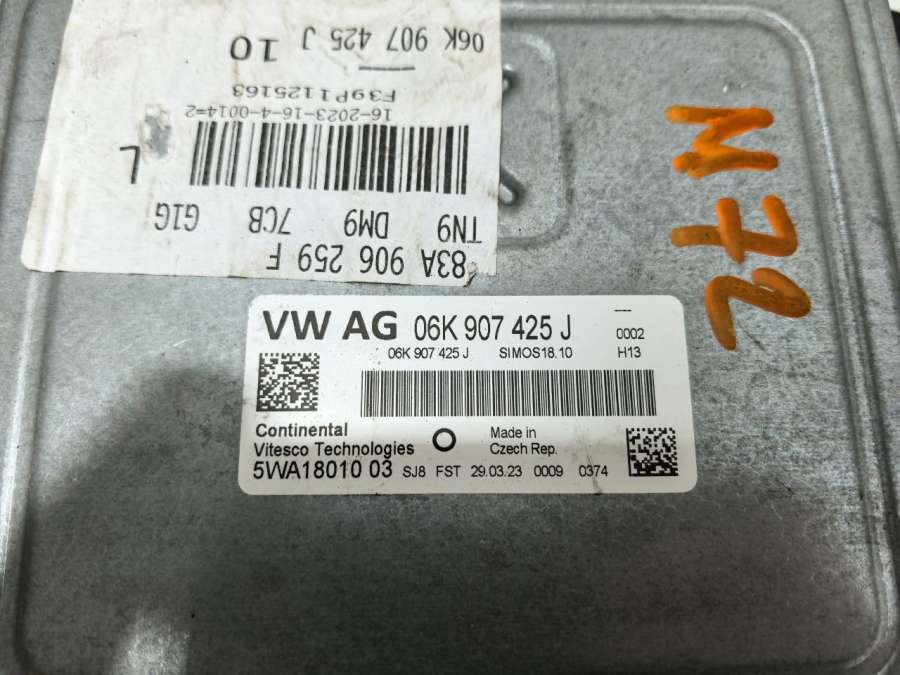 06K 907 425 J 10
F39P1125163
16-2023-16-4-0014=2
L
TN9 DM9 7CB G1G
83A 906 259 F
M72
VW AG 06K 907 425 J
0002
06K 907 425 J SIMOS18.10 H13
Continental
Vitesco Technologies
Made in
Czech Rep.
5WA18010 03 SJ8 FST 29.03.23 0009 0374